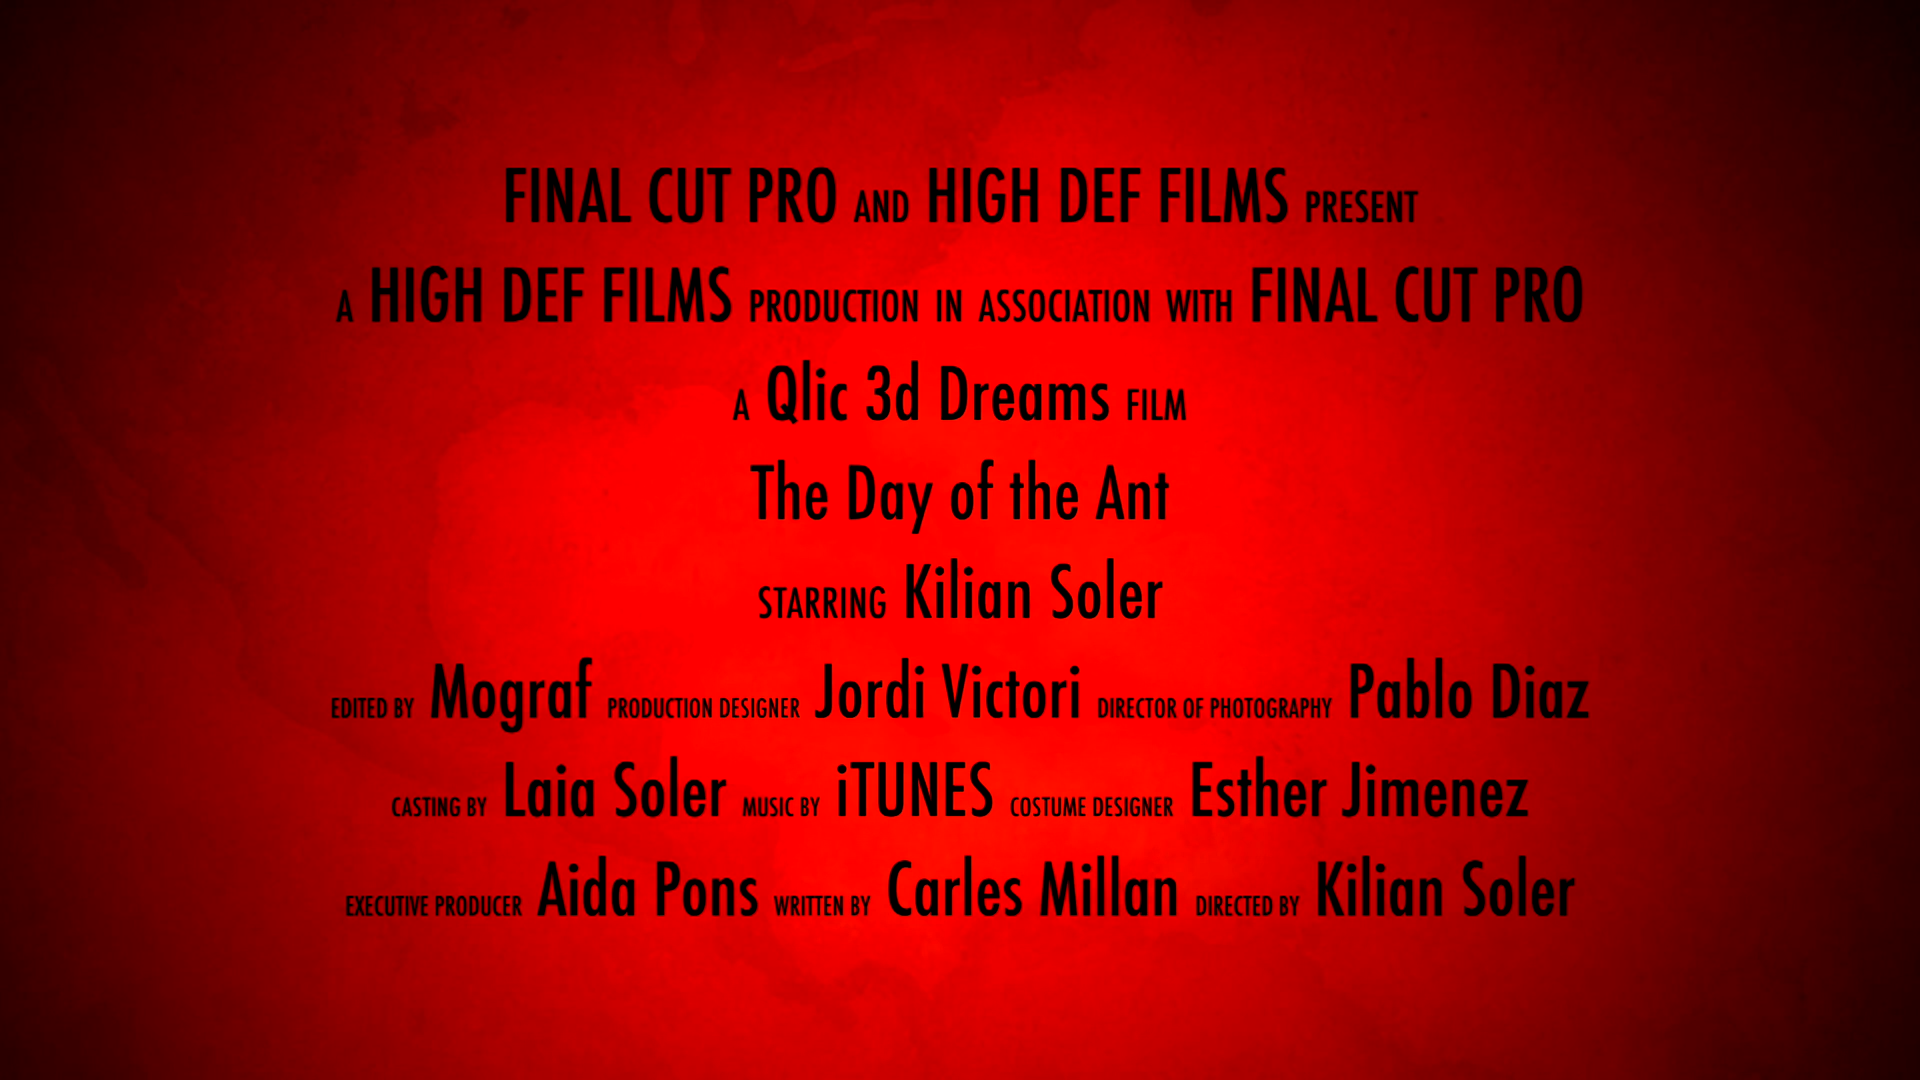 FINAL CUT PRO AND HIGH DEF FILMS PRESENT
A HIGH DEF FILMS PRODUCTION IN ASSOCIATION WITH FINAL CUT PRO
A Qlic 3d Dreams FILM
The Day of the Ant
STARRING Kilian Soler
EDITED BY Mograf PRODUCTION DESIGNER Jordi Victori DIRECTOR OF PHOTOGRAPHY Pablo Diaz
CASTING BY Laia Soler MUSIC BY iTUNES COSTUME DESIGNER Esther Jimenez
EXECUTIVE PRODUCER Aida Pons WRITTEN BY Carles Millan DIRECTED BY Kilian Soler